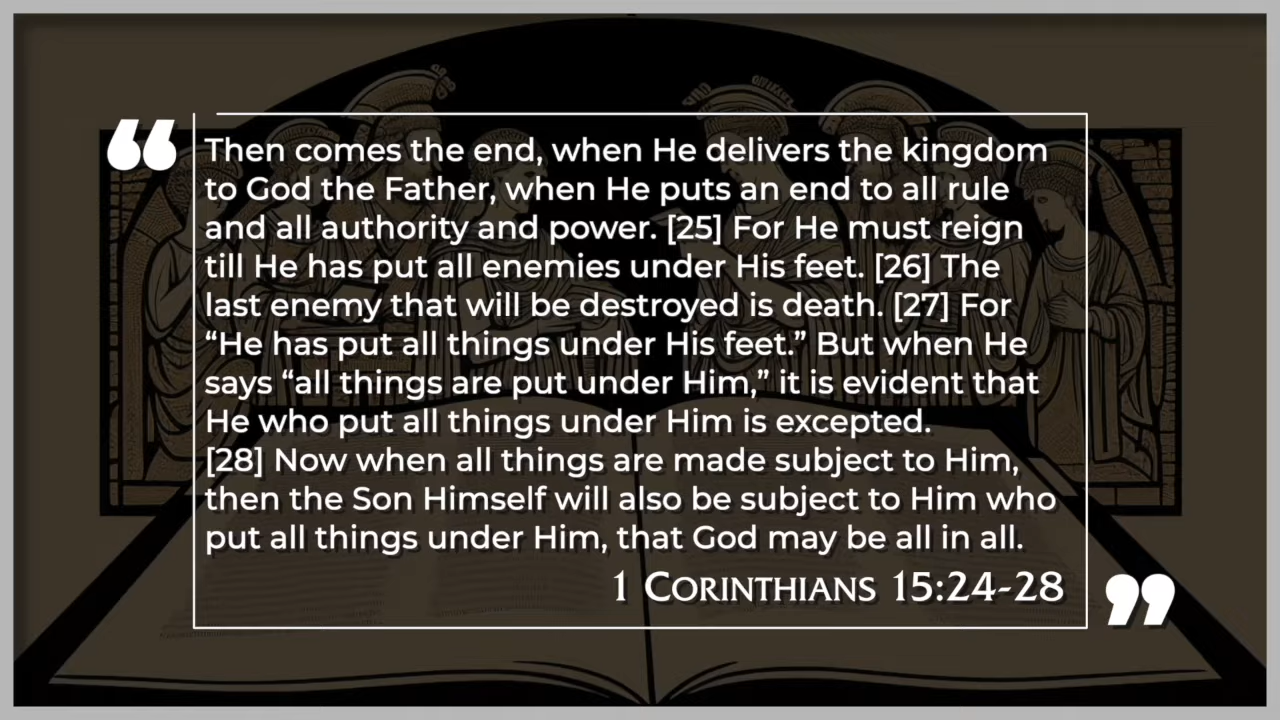 Then comes the end, when He delivers the kingdom
to God the Father, when He puts an end to all rule
and all authority and power. [25] For He must reign
till He has put all enemies under His feet. [26] The
last enemy that will be destroyed is death. [27] For
“He has put all things under His feet.” But when He
says “all things are put under Him,” it is evident that
He who put all things under Him is excepted.
[28] Now when all things are made subject to Him,
then the Son Himself will also be subject to Him who
put all things under Him, that God may be all in all.
1 Corinthians 15:24-28